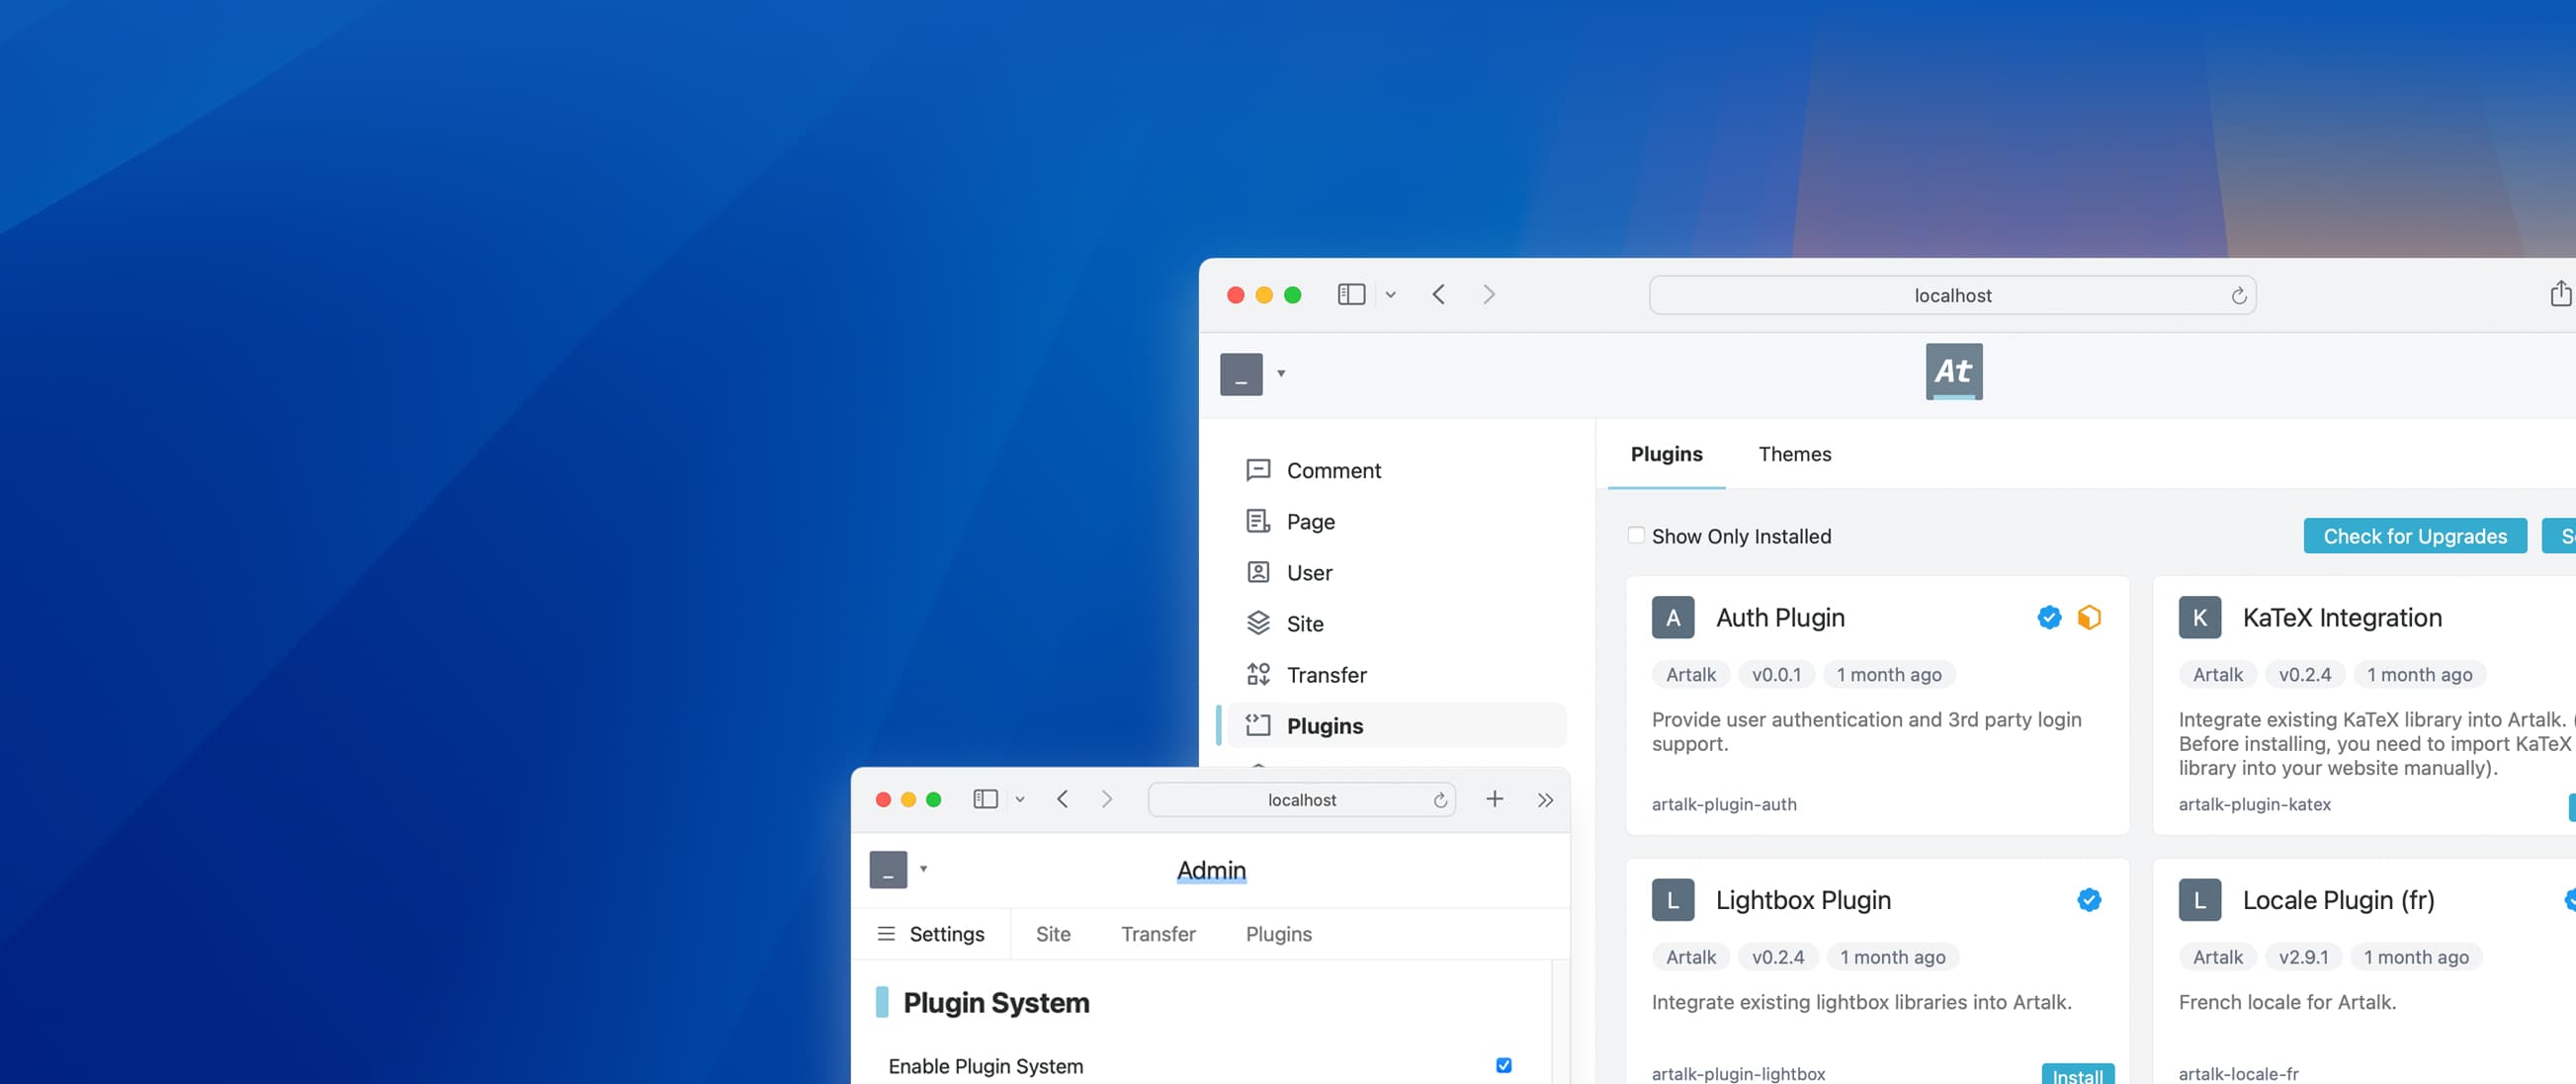 localhost
_
At
Comment
Page
User
Site
Transfer
Plugins
Plugins
Themes
Show Only Installed
Check for Upgrades
A
Auth Plugin
Artalk
v0.0.1
1 month ago
Provide user authentication and 3rd party login
support.
artalk-plugin-auth
K
KaTeX Integration
Artalk
v0.2.4
1 month ago
Integrate existing KaTeX library into Artalk. (
Before installing, you need to import KaTeX
library into your website manually).
artalk-plugin-katex
L
Lightbox Plugin
Artalk
v0.2.4
1 month ago
Integrate existing lightbox libraries into Artalk.
artalk-plugin-lightbox
Install
L
Locale Plugin (fr)
Artalk
v2.9.1
1 month ago
French locale for Artalk.
artalk-locale-fr
localhost
_
Admin
Settings
Site
Transfer
Plugins
Plugin System
Enable Plugin System